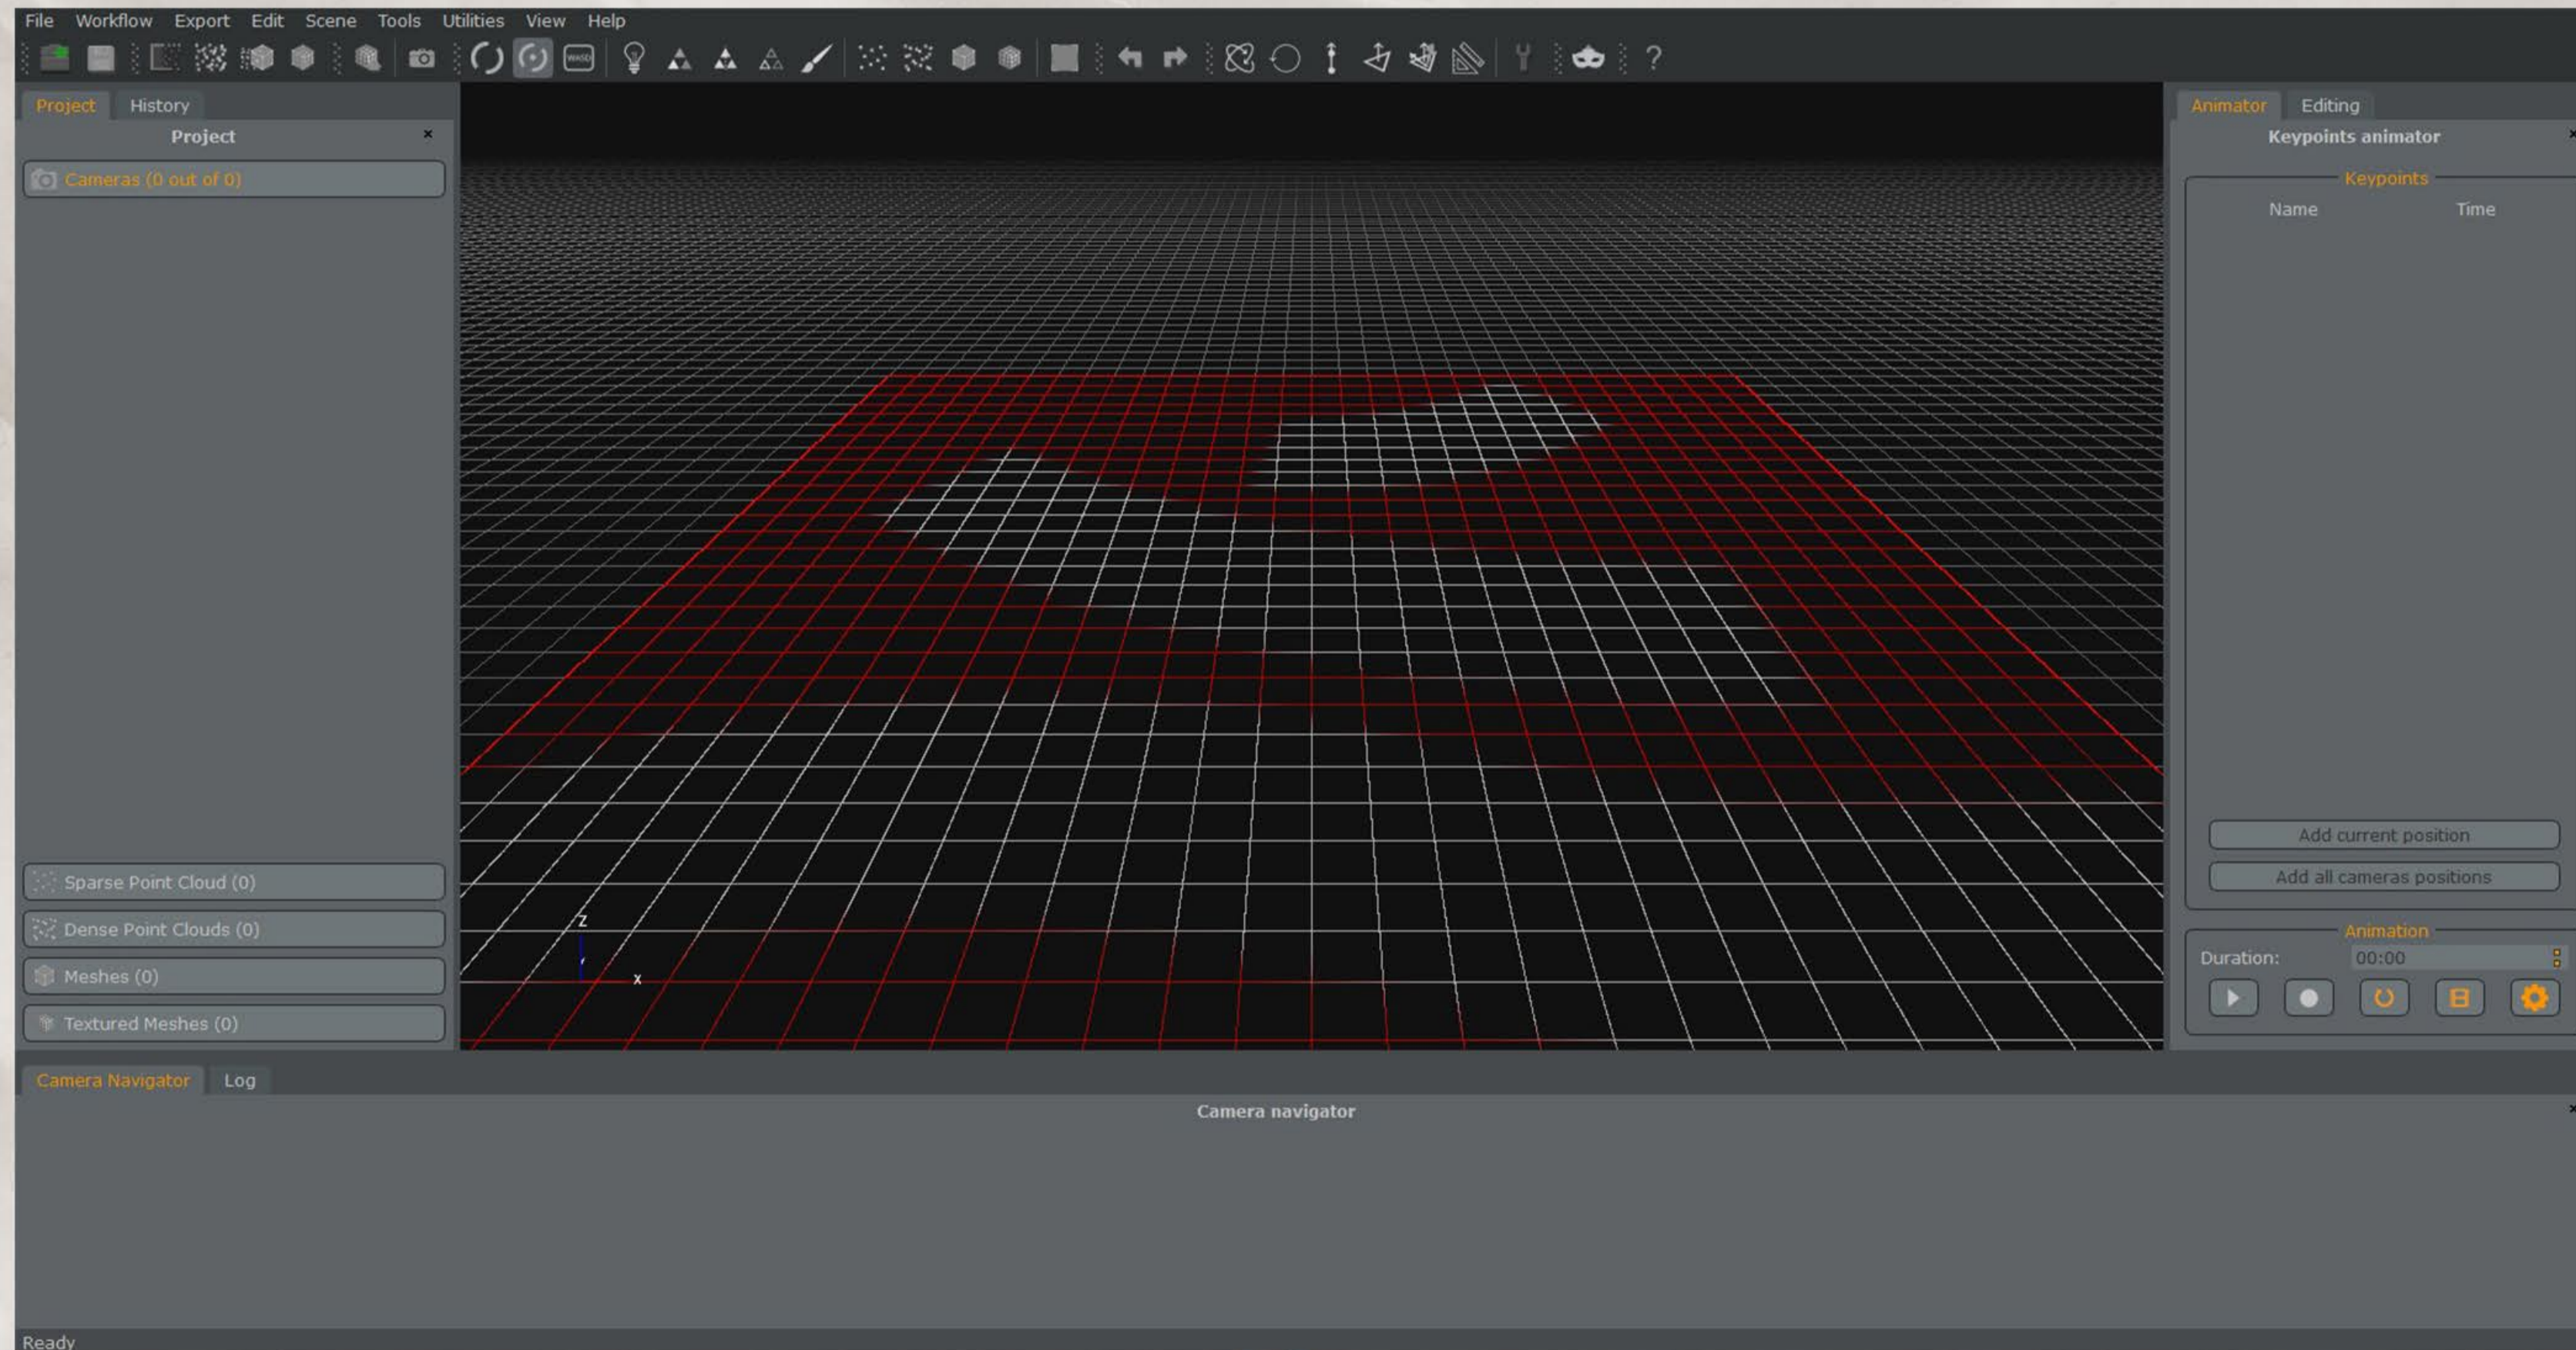 File Workflow Export Edit Scene Tools Utilities View Help
WASD
?
Project History
Project
Cameras (0 out of 0)
Sparse Point Cloud (0)
Dense Point Clouds (0)
Meshes (0)
Textured Meshes (0)
Z
X
Animator Editing
Keypoints animator
Keypoints
Name Time
Add current position
Add all cameras positions
Animation
Duration: 00:00
Camera Navigator Log
Camera navigator
Ready